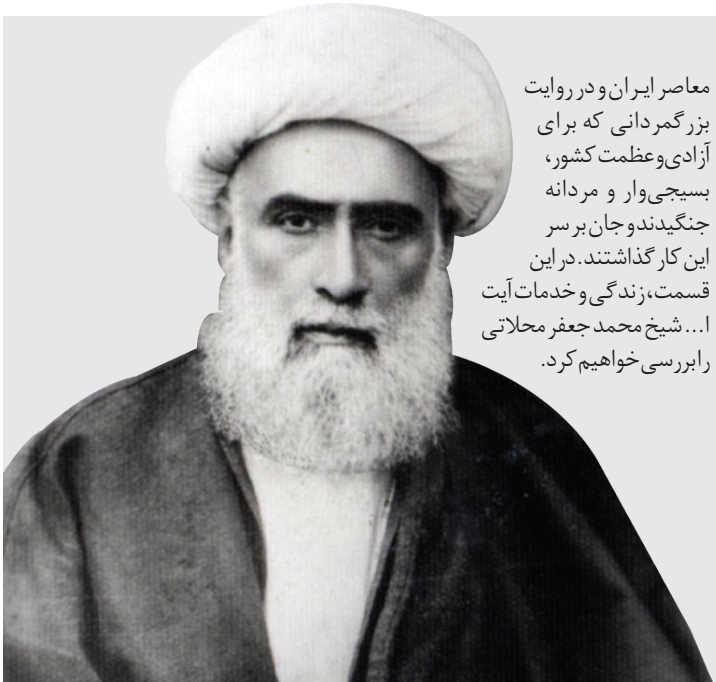 معاصر ایران و در روایت
بزرگمردانی که برای
آزادی و عظمت کشور،
بسیجی‌وار و مردانه
جنگیدند و جان بر سر
این کار گذاشتند. در این
قسمت، زندگی و خدمات آیت
ا... شیخ محمد جعفر محلاتی
را بررسی خواهیم کرد.